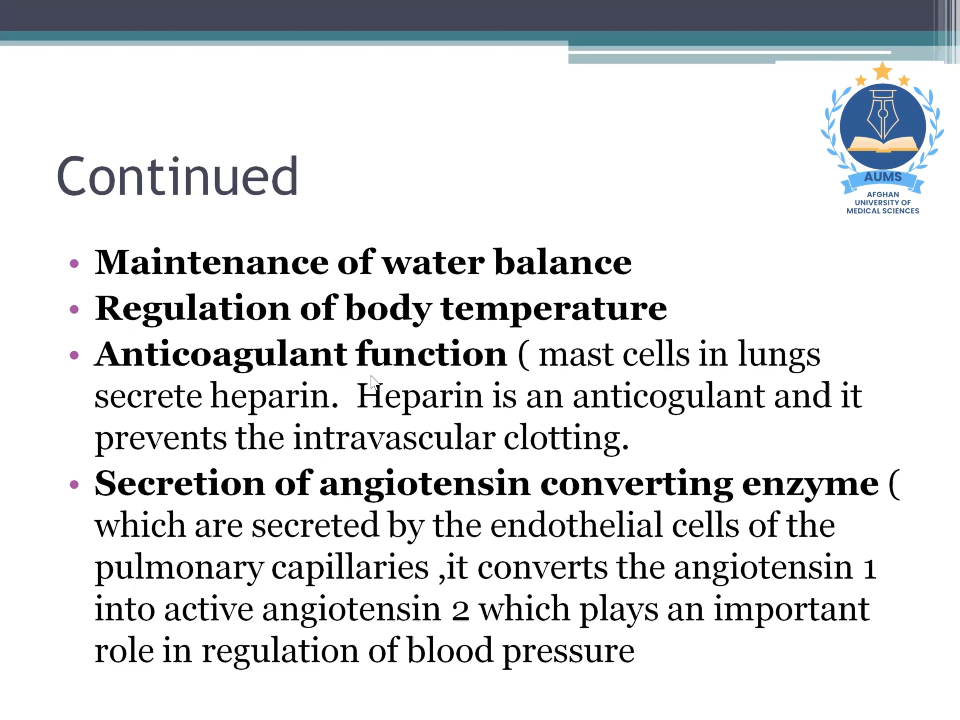 AUMS
AFGHAN
UNIVERSITY OF
MEDICAL SCIENCES
Continued
• Maintenance of water balance
• Regulation of body temperature
• Anticoagulant function ( mast cells in lungs
secrete heparin.  Heparin is an anticogulant and it
prevents the intravascular clotting.
• Secretion of angiotensin converting enzyme (
which are secreted by the endothelial cells of the
pulmonary capillaries ,it converts the angiotensin 1
into active angiotensin 2 which plays an important
role in regulation of blood pressure